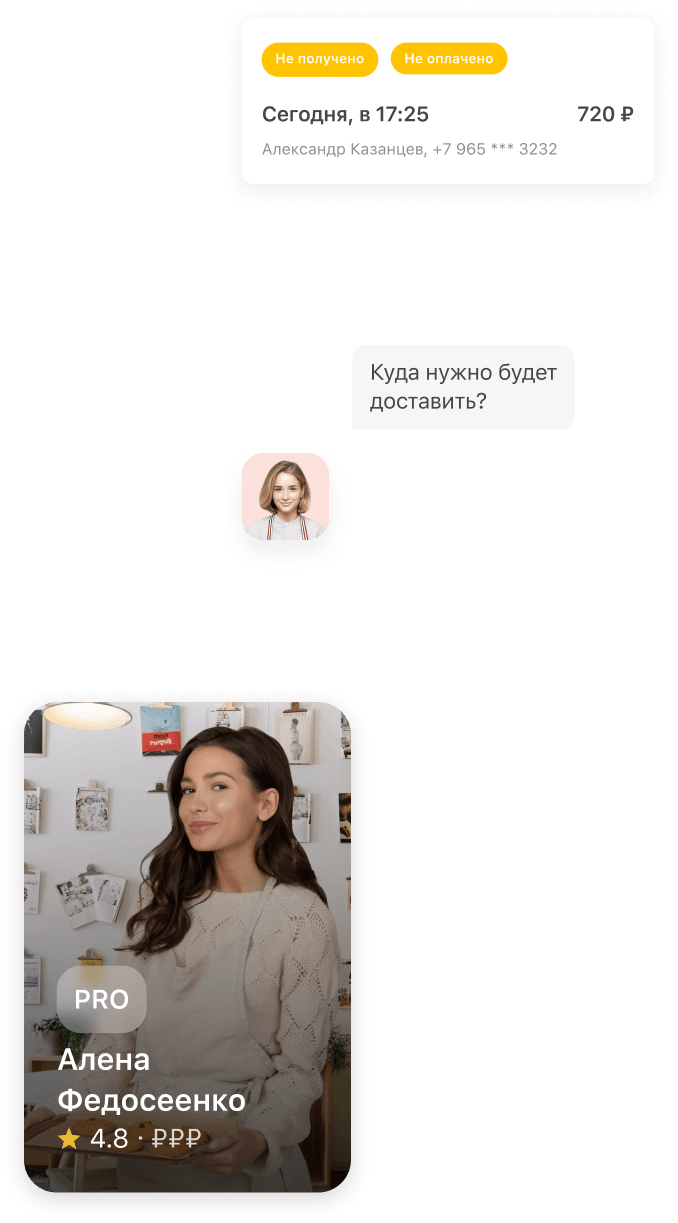 Не получено Не оплачено
Сегодня, в 17:25 720 ₽
Александр Казанцев, +7 965 *** 3232
Куда нужно будет
доставить?
PRO
Алена
Федосеенко
4.8 · ₽₽₽